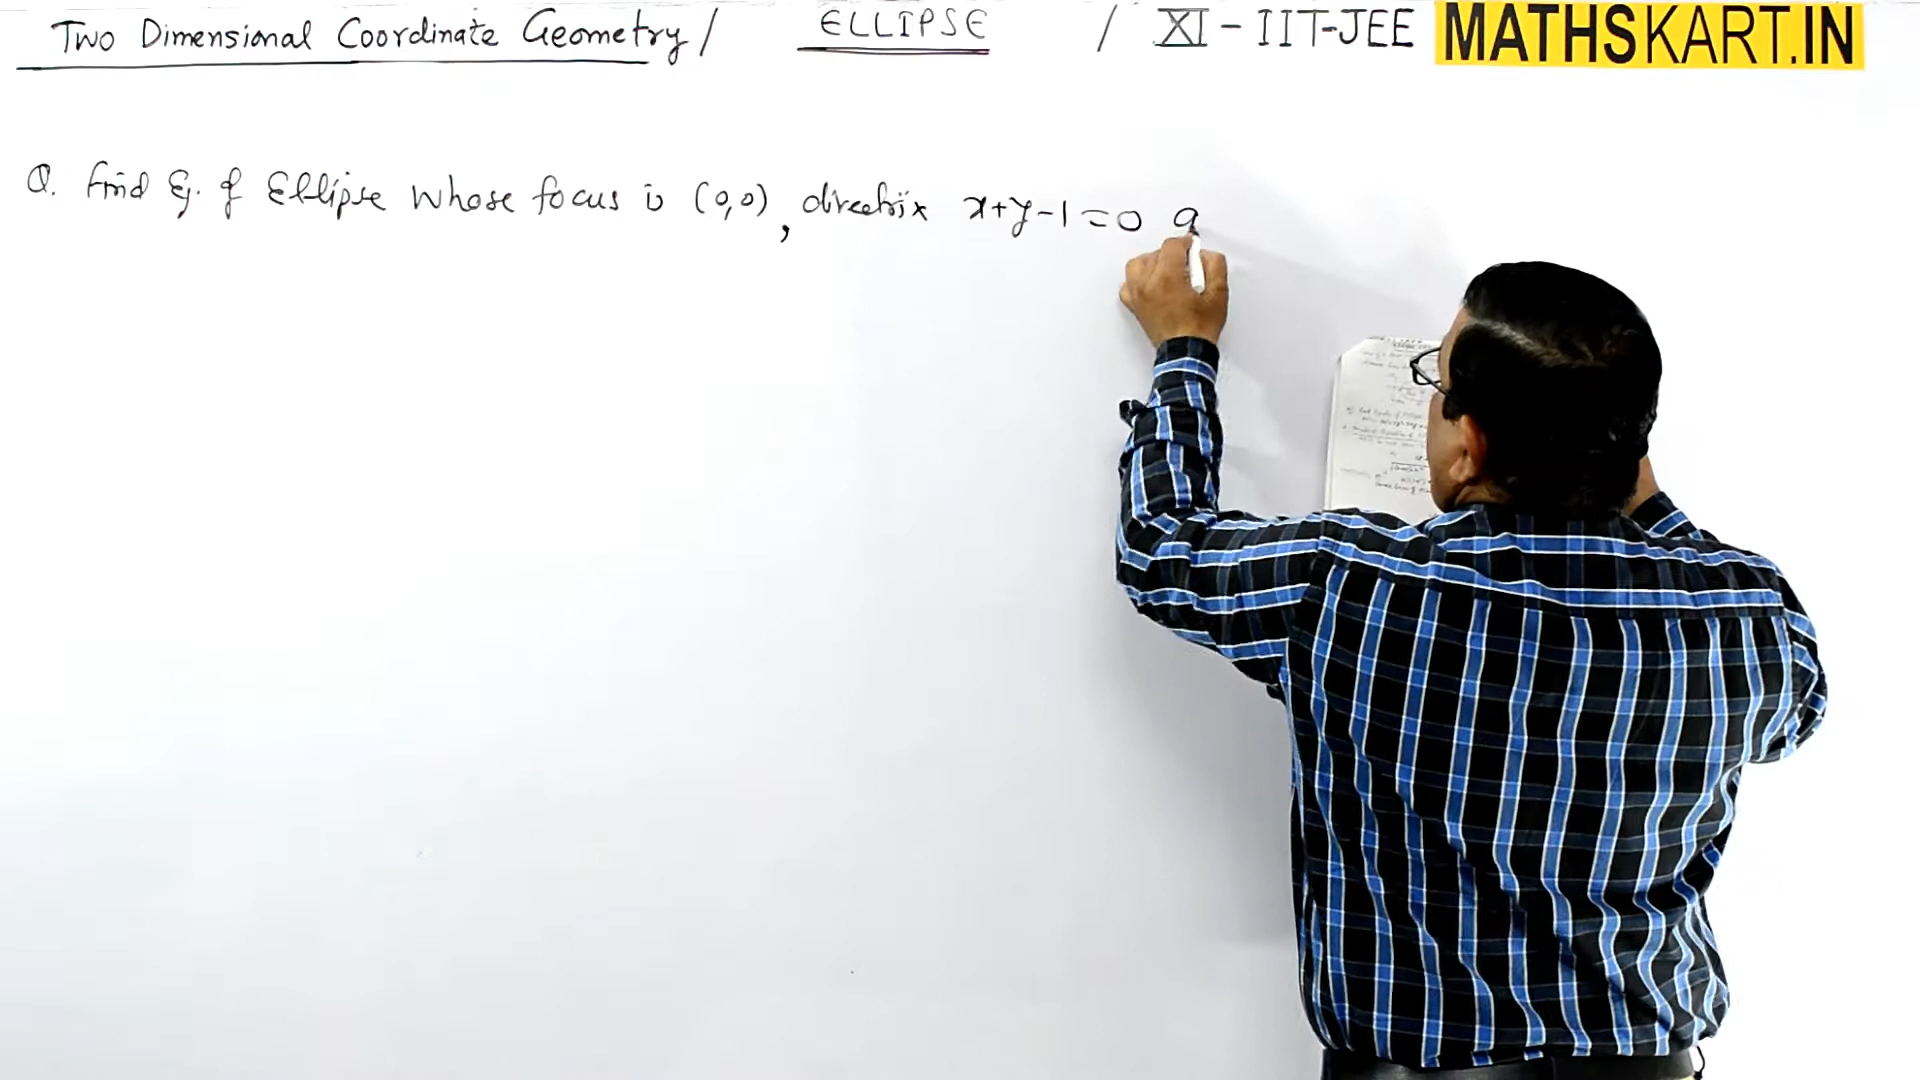 Two Dimensional Coordinate Geometry / ELLIPSE / XI - IIT-JEE MATHSKART.IN
Q. Find Eq. of Ellipse whose focus is (0,0), directrix x+y-1=0 a